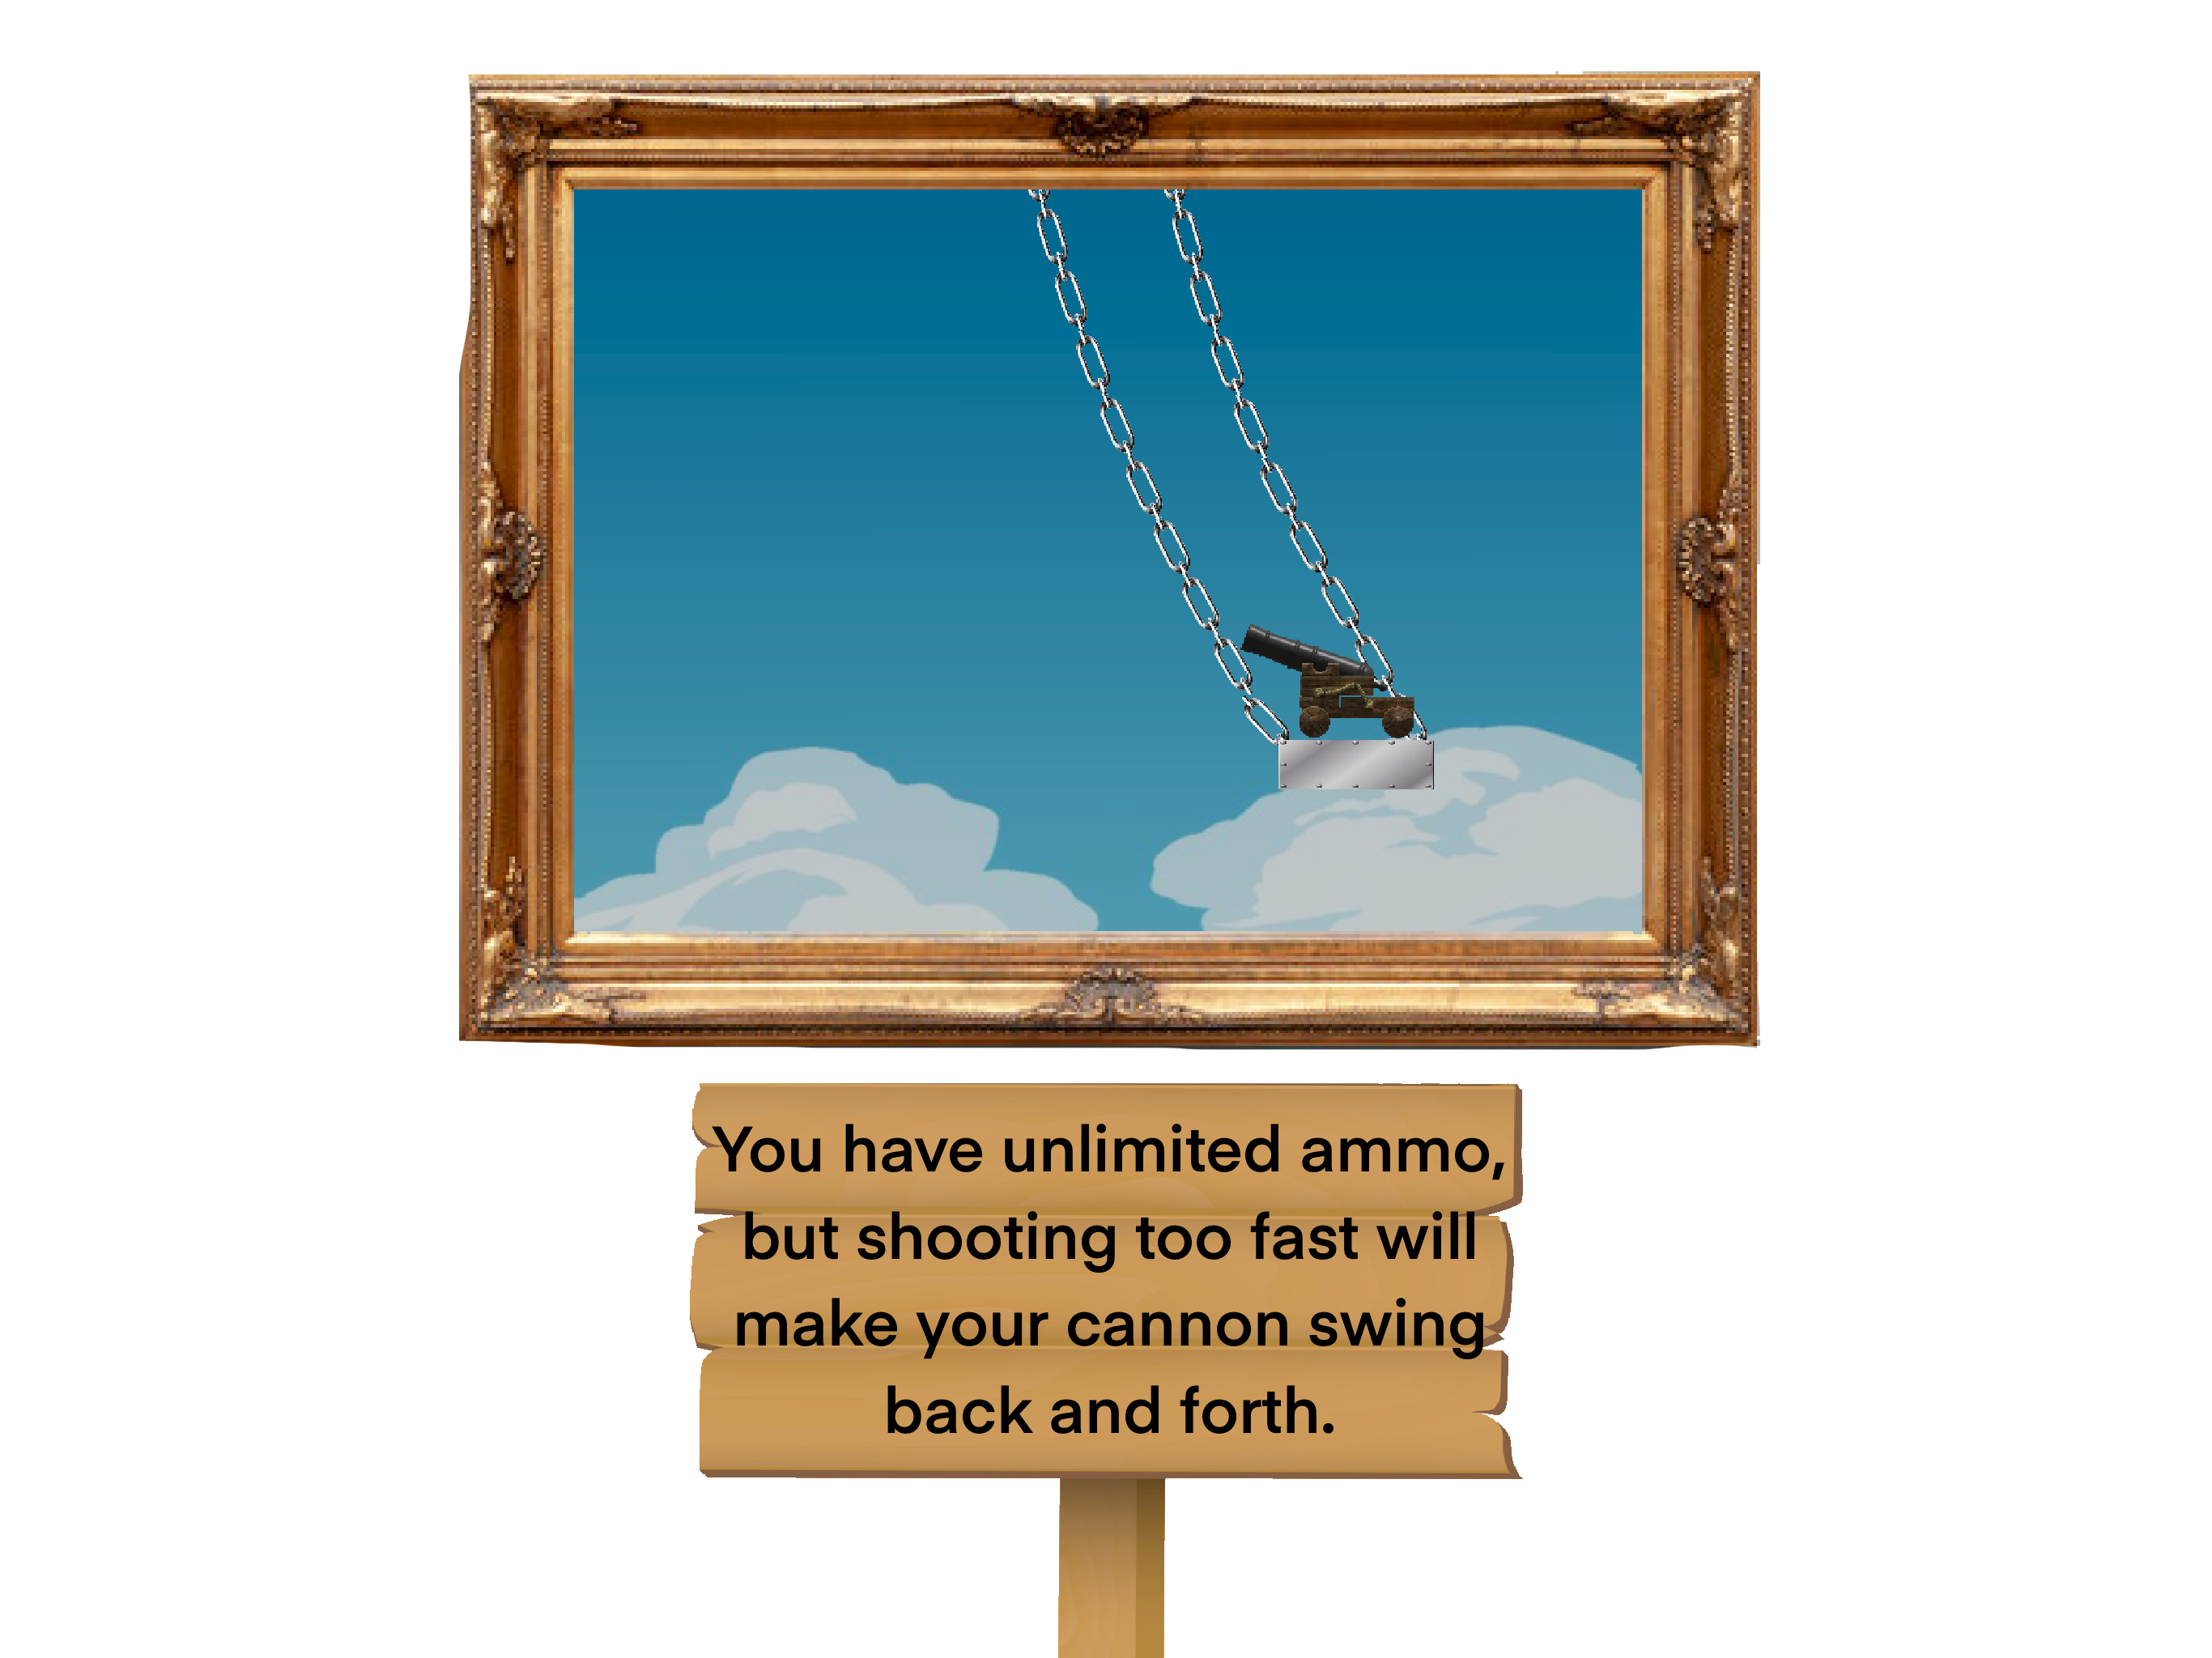 You have unlimited ammo,
but shooting too fast will
make your cannon swing
back and forth.